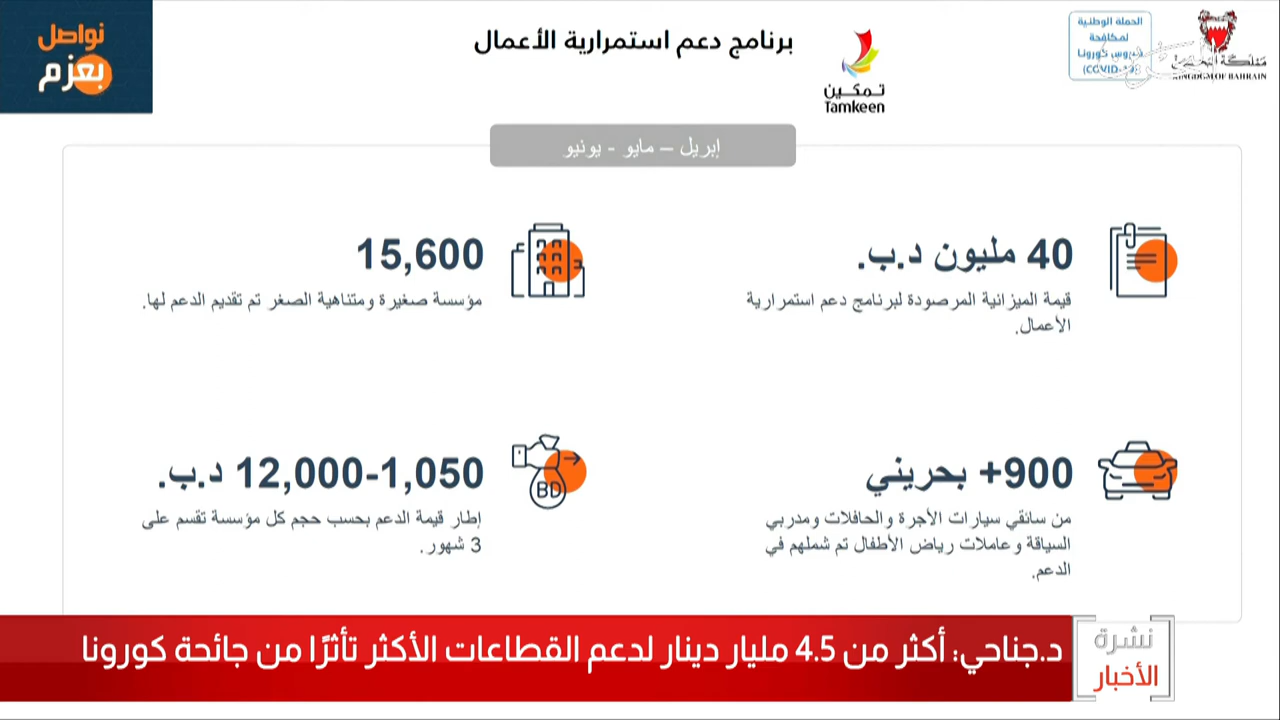 الحملة الوطنية
لمكافحة
فيروس كورونا
(COVID-19)
مملكة البحرين
KINGDOM OF BAHRAIN
تمكين
Tamkeen
برنامج دعم استمرارية الأعمال
نواصل
بعزم
إبريل – مايو - يونيو
40 مليون د.ب.
قيمة الميزانية المرصودة لبرنامج دعم استمرارية
الأعمال.
15,600
مؤسسة صغيرة ومتناهية الصغر تم تقديم الدعم لها.
900+ بحريني
من سائقي سيارات الأجرة والحافلات ومدربي
السياقة وعاملات رياض الأطفال تم شملهم في
الدعم.
BD
1,050-12,000 د.ب.
إطار قيمة الدعم بحسب حجم كل مؤسسة تقسم على
3 شهور.
نشرة
الأخبار
د.جناحي: أكثر من 4.5 مليار دينار لدعم القطاعات الأكثر تأثرًا من جائحة كورونا